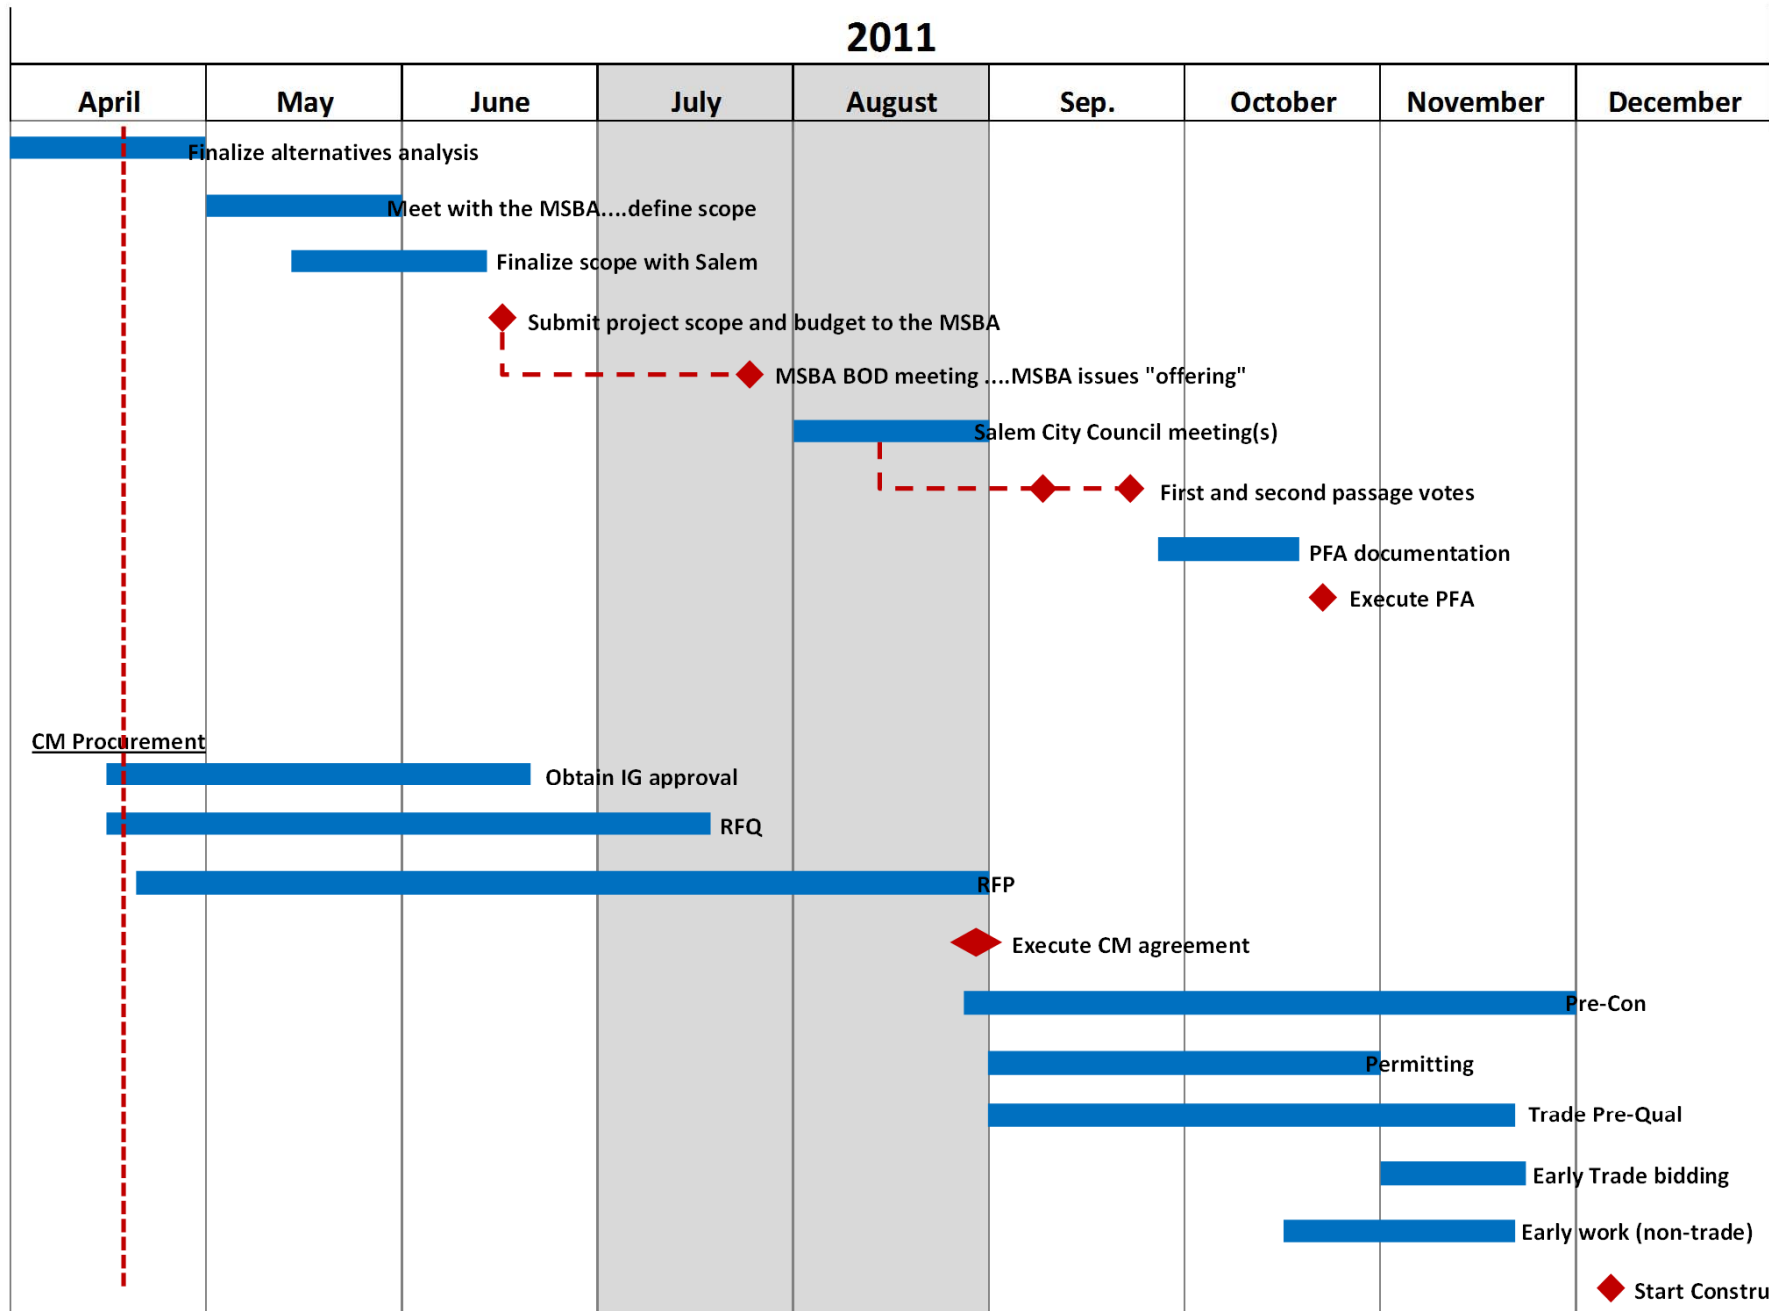 2011
April May June July August Sep. October November December
Finalize alternatives analysis
Meet with the MSBA....define scope
Finalize scope with Salem
Submit project scope and budget to the MSBA
MSBA BOD meeting ....MSBA issues "offering"
Salem City Council meeting(s)
First and second passage votes
PFA documentation
Execute PFA
CM Procurement
Obtain IG approval
RFQ
RFP
Execute CM agreement
Pre-Con
Permitting
Trade Pre-Qual
Early Trade bidding
Early work (non-trade)
Start Constru